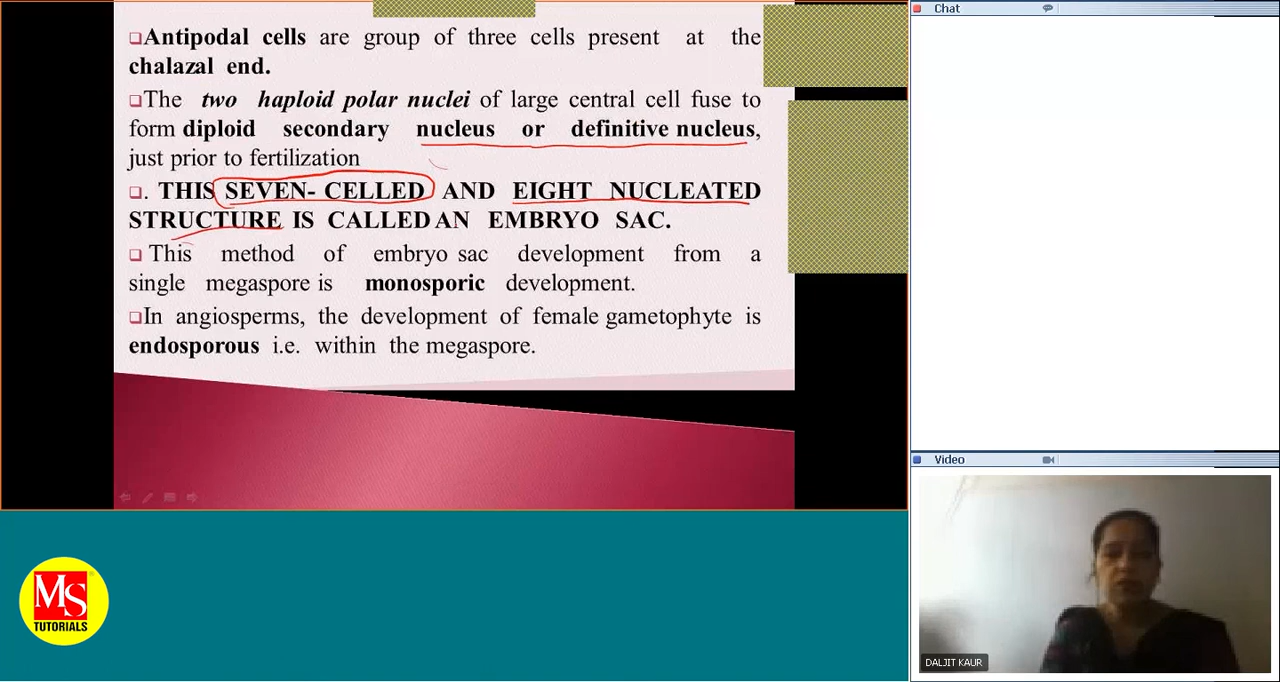 ❑Antipodal cells are group of three cells present at the
chalazal end.
❑The two haploid polar nuclei of large central cell fuse to
form diploid secondary nucleus or definitive nucleus,
just prior to fertilization
❑. THIS SEVEN- CELLED AND EIGHT NUCLEATED
STRUCTURE IS CALLED AN EMBRYO SAC.
❑ This method of embryo sac development from a
single megaspore is monosporic development.
❑In angiosperms, the development of female gametophyte is
endosporous i.e. within the megaspore.
MS
TUTORIALS
Chat
Video
DALJIT KAUR